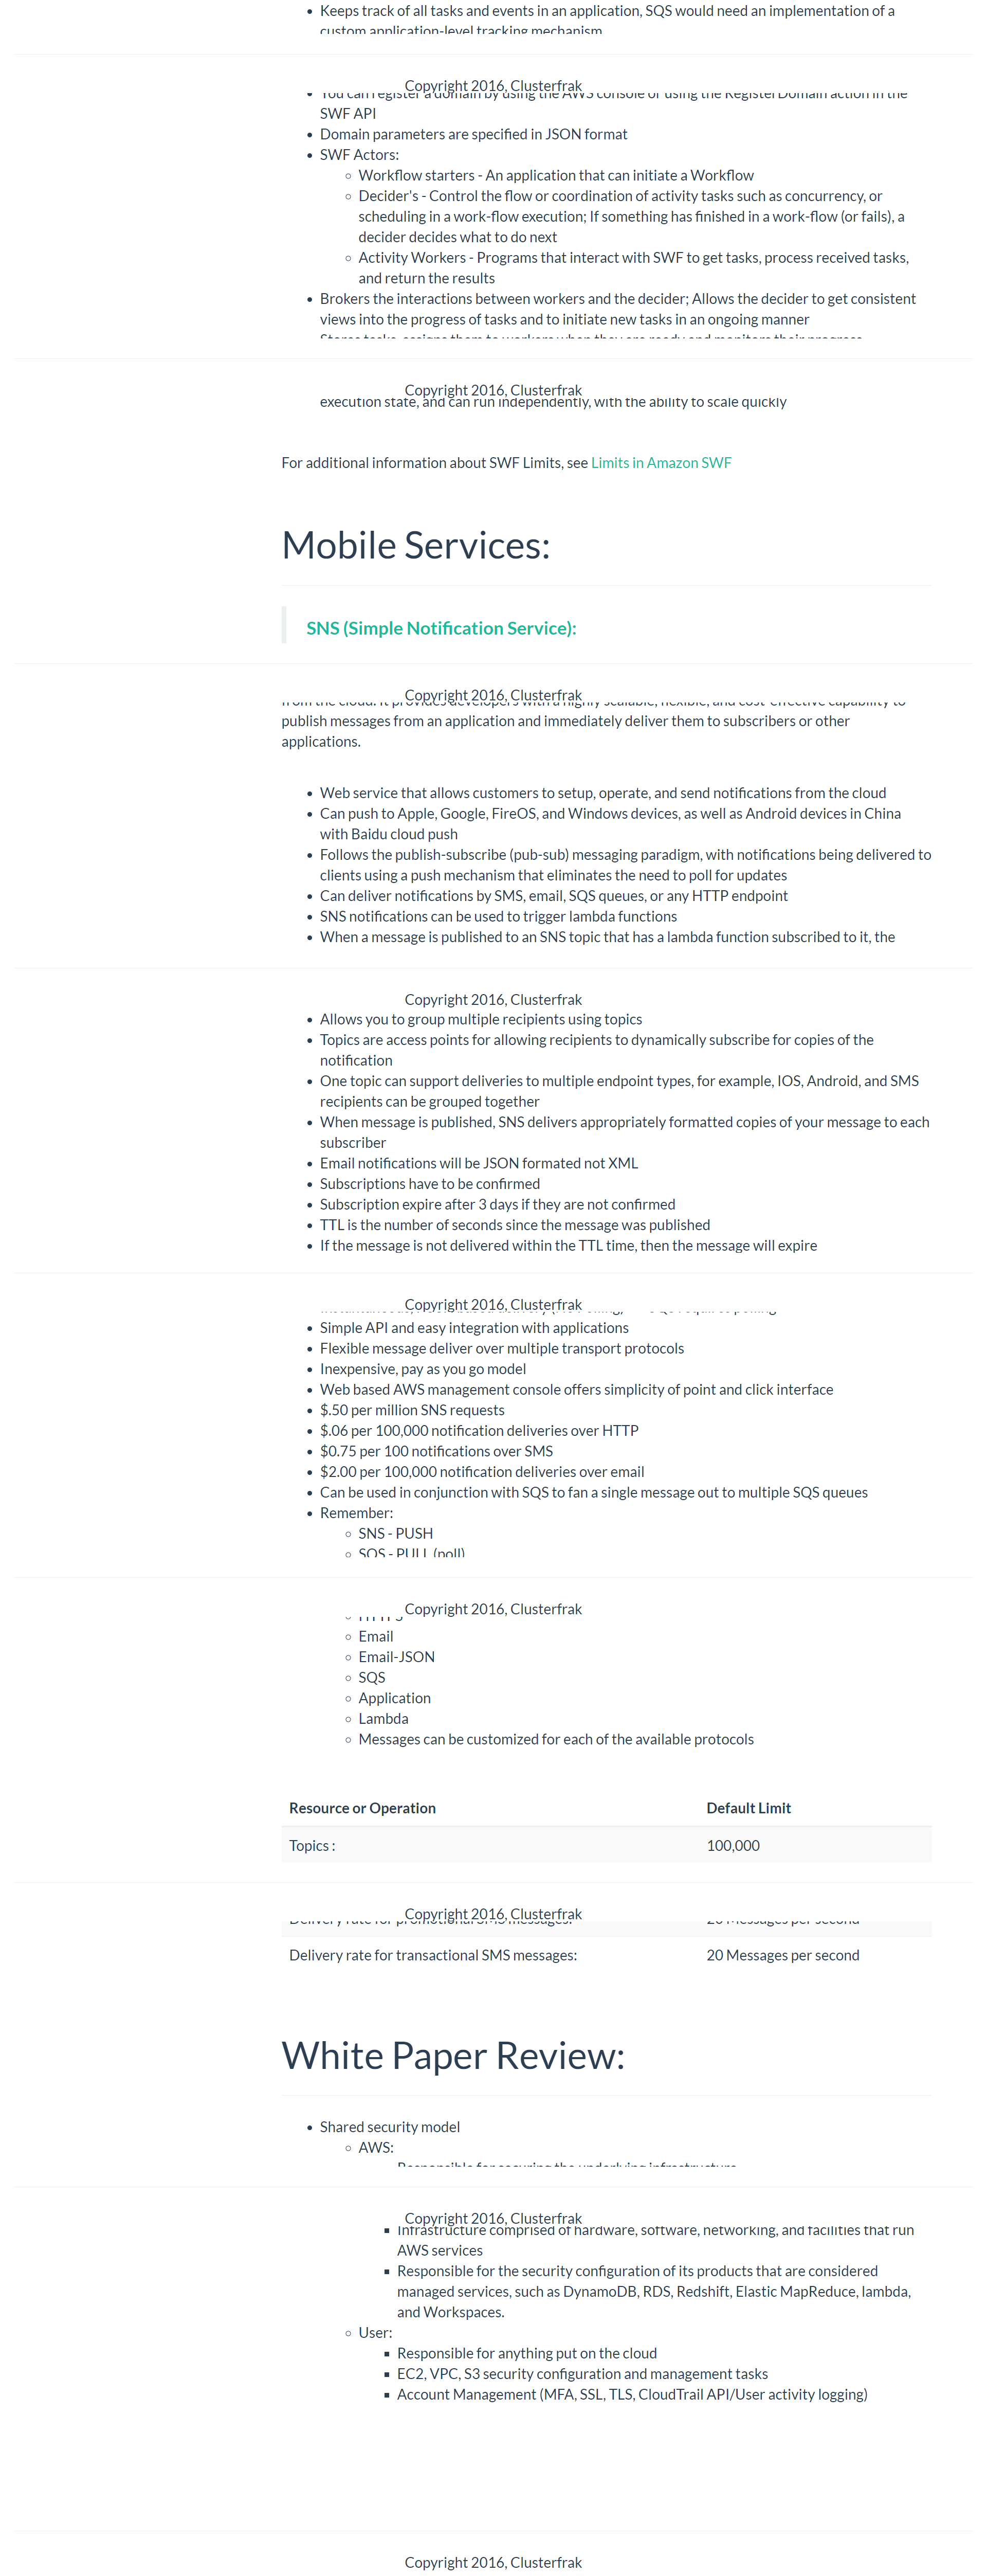 Keeps track of all tasks and events in an application, SQS would need an implementation of a
custom application-level tracking mechanism
Copyright 2016, Clusterfrak
You can register a domain by using the AWS console or using the RegisterDomain action in the
SWF API
Domain parameters are specified in JSON format
SWF Actors:
Workflow starters - An application that can initiate a Workflow
Decider's - Control the flow or coordination of activity tasks such as concurrency, or
scheduling in a work-flow execution; If something has finished in a work-flow (or fails), a
decider decides what to do next
Activity Workers - Programs that interact with SWF to get tasks, process received tasks,
and return the results
Brokers the interactions between workers and the decider; Allows the decider to get consistent
views into the progress of tasks and to initiate new tasks in an ongoing manner
Stores tasks, assigns them to workers when they are ready and monitors their progress
Copyright 2016, Clusterfrak
execution state, and can run independently, with the ability to scale quickly
For additional information about SWF Limits, see Limits in Amazon SWF
Mobile Services:
SNS (Simple Notification Service):
Copyright 2016, Clusterfrak
from the cloud. It provides developers with a highly scalable, flexible, and cost-effective capability to
publish messages from an application and immediately deliver them to subscribers or other
applications.
Web service that allows customers to setup, operate, and send notifications from the cloud
Can push to Apple, Google, FireOS, and Windows devices, as well as Android devices in China
with Baidu cloud push
Follows the publish-subscribe (pub-sub) messaging paradigm, with notifications being delivered to
clients using a push mechanism that eliminates the need to poll for updates
Can deliver notifications by SMS, email, SQS queues, or any HTTP endpoint
SNS notifications can be used to trigger lambda functions
When a message is published to an SNS topic that has a lambda function subscribed to it, the
Copyright 2016, Clusterfrak
Allows you to group multiple recipients using topics
Topics are access points for allowing recipients to dynamically subscribe for copies of the
notification
One topic can support deliveries to multiple endpoint types, for example, IOS, Android, and SMS
recipients can be grouped together
When message is published, SNS delivers appropriately formatted copies of your message to each
subscriber
Email notifications will be JSON formated not XML
Subscriptions have to be confirmed
Subscription expire after 3 days if they are not confirmed
TTL is the number of seconds since the message was published
If the message is not delivered within the TTL time, then the message will expire
Copyright 2016, Clusterfrak
Simple API and easy integration with applications
Flexible message deliver over multiple transport protocols
Inexpensive, pay as you go model
Web based AWS management console offers simplicity of point and click interface
$.50 per million SNS requests
$.06 per 100,000 notification deliveries over HTTP
$0.75 per 100 notifications over SMS
$2.00 per 100,000 notification deliveries over email
Can be used in conjunction with SQS to fan a single message out to multiple SQS queues
Remember:
SNS - PUSH
SQS - PULL (poll)
Copyright 2016, Clusterfrak
HTTPS
Email
Email-JSON
SQS
Application
Lambda
Messages can be customized for each of the available protocols
Resource or Operation Default Limit
Topics : 100,000
Copyright 2016, Clusterfrak
Delivery rate for promotional SMS messages: 20 Messages per second
Delivery rate for transactional SMS messages: 20 Messages per second
White Paper Review:
Shared security model
AWS:
Responsible for securing the underlying infrastructure
Copyright 2016, Clusterfrak
Infrastructure comprised of hardware, software, networking, and facilities that run
AWS services
Responsible for the security configuration of its products that are considered
managed services, such as DynamoDB, RDS, Redshift, Elastic MapReduce, lambda,
and Workspaces.
User:
Responsible for anything put on the cloud
EC2, VPC, S3 security configuration and management tasks
Account Management (MFA, SSL, TLS, CloudTrail API/User activity logging)
Copyright 2016, Clusterfrak